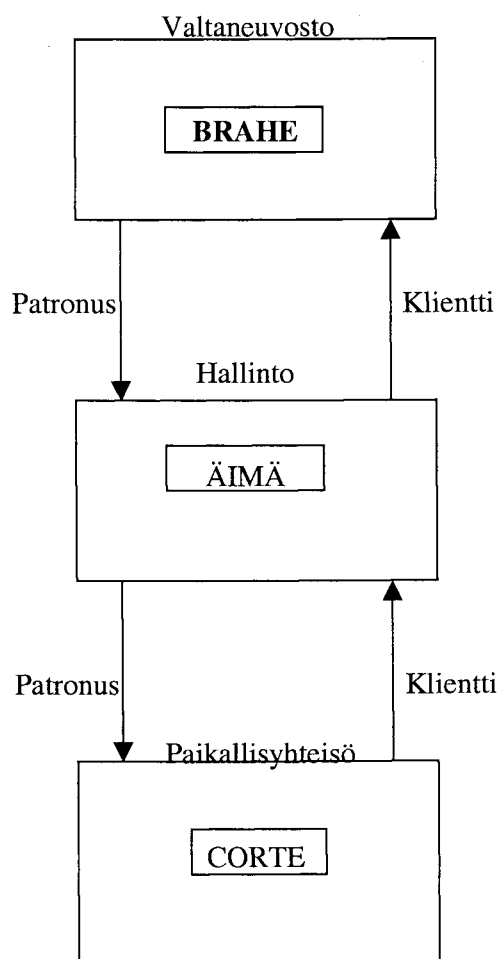 Valtaneuvosto
BRAHE
Patronus
Klientti
Hallinto
ÄIMÄ
Patronus
Klientti
Paikallisyhteisö
CORTE